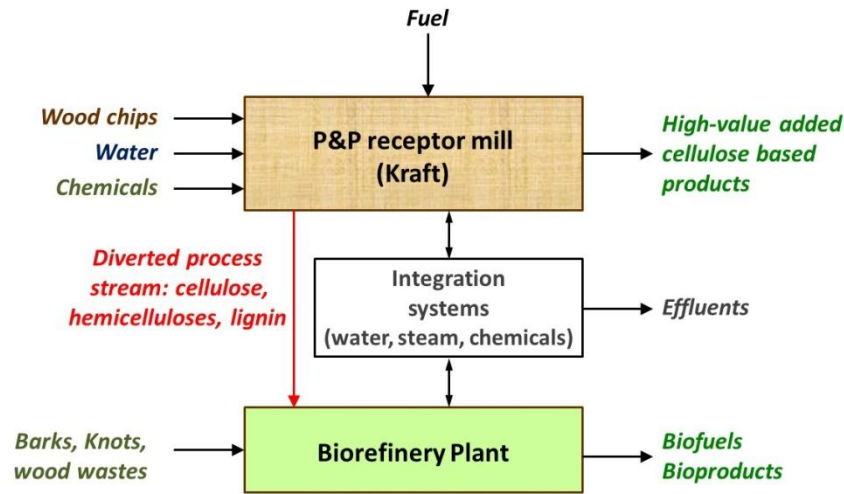 Fuel
Wood chips
Water
Chemicals
P&P receptor mill
(Kraft)
High-value added
cellulose based
products
Diverted process
stream: cellulose,
hemicelluloses, lignin
Integration
systems
(water, steam, chemicals)
Effluents
Barks, Knots,
wood wastes
Biorefinery Plant
Biofuels
Bioproducts